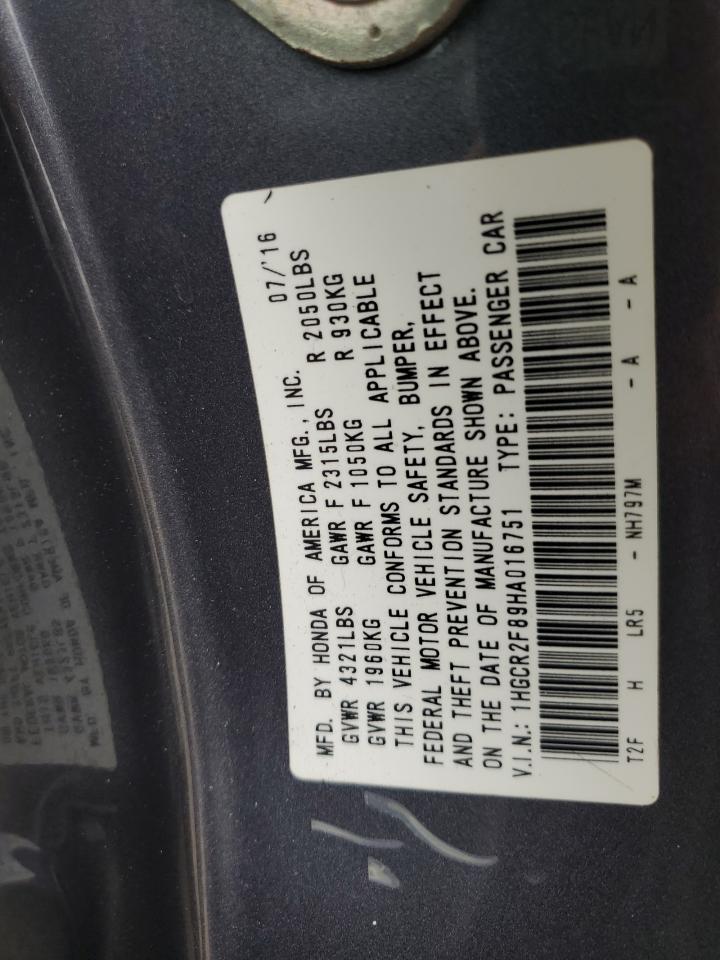 MFD. BY HONDA OF AMERICA MFG., INC. 07/'16
GVWR 4321LBS GAWR F 2315LBS R 2050LBS
GVWR 1960KG GAWR F 1050KG R 930KG
THIS VEHICLE CONFORMS TO ALL APPLICABLE
FEDERAL MOTOR VEHICLE SAFETY, BUMPER,
AND THEFT PREVENTION STANDARDS IN EFFECT
ON THE DATE OF MANUFACTURE SHOWN ABOVE.
V.I.N.: 1HGCR2F89HA016751 TYPE: PASSENGER CAR
T2F H LR5 - NH797M - A - A